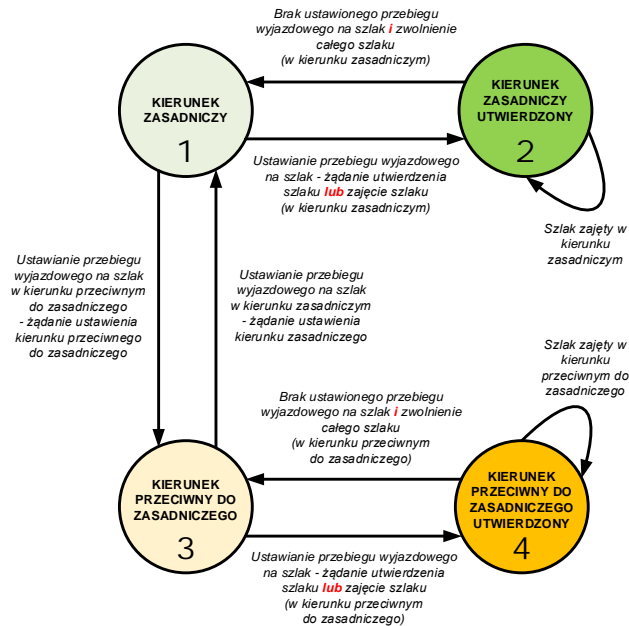 Brak ustawionego przebiegu
wyjazdowego na szlak i zwolnienie
całego szlaku
(w kierunku zasadniczym)
KIERUNEK
ZASADNICZY
1
KIERUNEK
ZASADNICZY
UTWIERDZONY
2
Ustawianie przebiegu wyjazdowego
na szlak - żądanie utwierdzenia
szlaku lub zajęcie szlaku
(w kierunku zasadniczym)
Szlak zajęty w
kierunku
zasadniczym
Ustawianie przebiegu
wyjazdowego na szlak
w kierunku przeciwnym
do zasadniczego
- żądanie ustawienia
kierunku przeciwnego
do zasadniczego
Ustawianie przebiegu
wyjazdowego na szlak
w kierunku zasadniczym
- żądanie ustawienia
kierunku zasadniczego
Szlak zajęty w
kierunku
przeciwnym do
zasadniczego
Brak ustawionego przebiegu
wyjazdowego na szlak i zwolnienie
całego szlaku
(w kierunku przeciwnym
do zasadniczego)
KIERUNEK
PRZECIWNY DO
ZASADNICZEGO
3
KIERUNEK
PRZECIWNY DO
ZASADNICZEGO
UTWIERDZONY
4
Ustawianie przebiegu wyjazdowego
na szlak - żądanie utwierdzenia
szlaku lub zajęcie szlaku
(w kierunku przeciwnym
do zasadniczego)